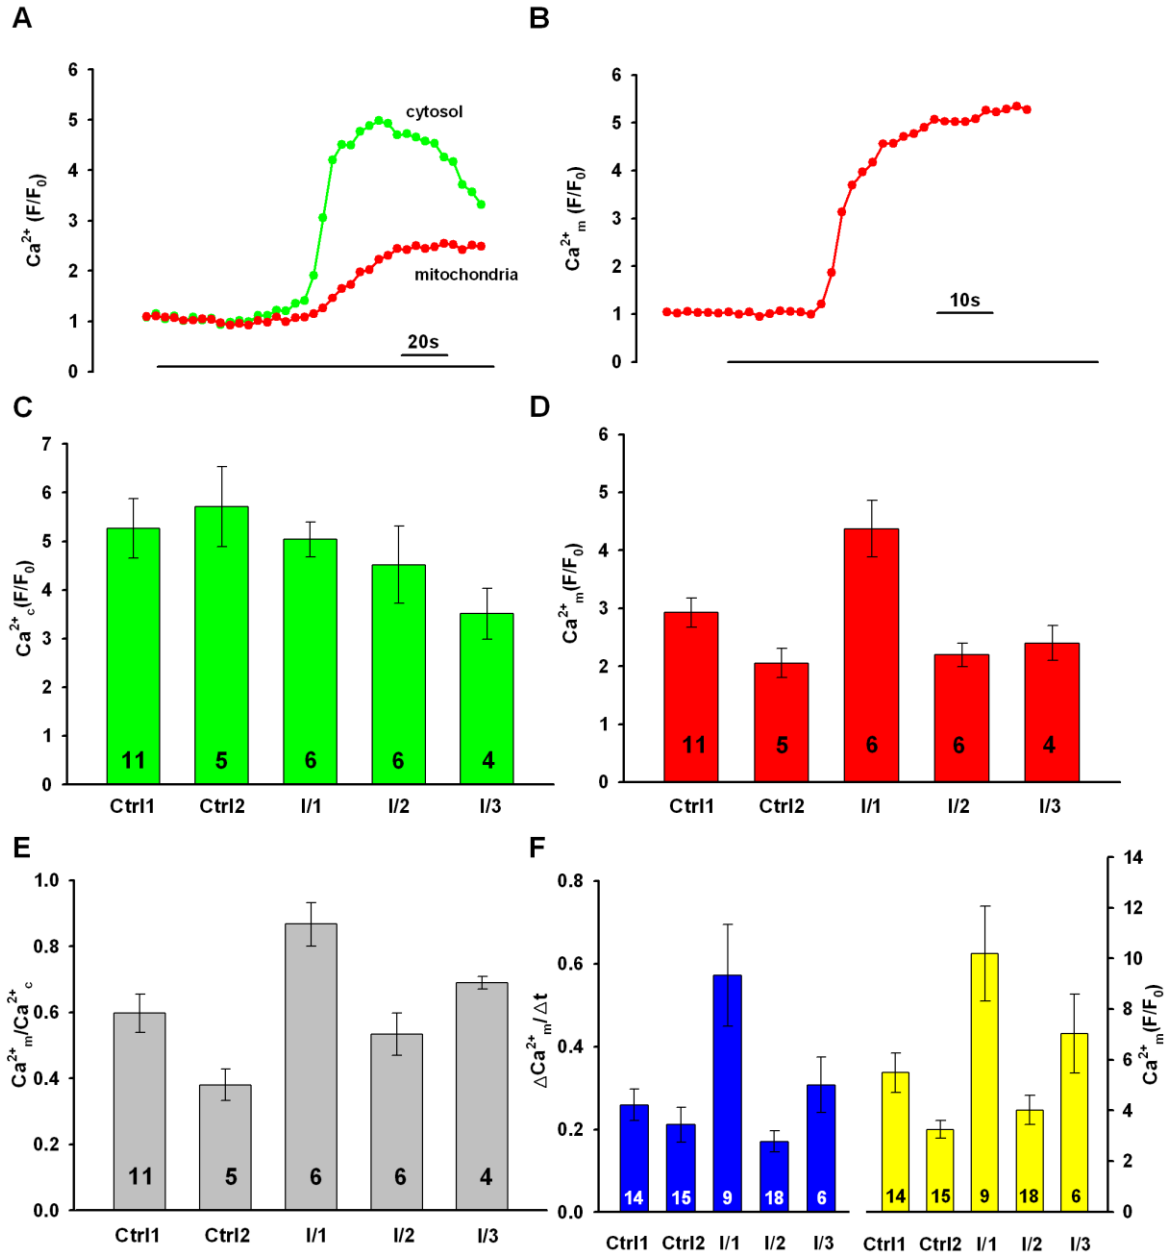 A
B
6
5
4
3
2
1
0
Ca2+ (F/F0)
cytosol
mitochondria
20s
6
5
4
3
2
1
0
Ca2+m (F/F0)
10s
C
D
7
6
5
4
3
2
1
0
Ca2+c(F/F0)
11 5 6 6 4
Ctrl1 Ctrl2 I/1 I/2 I/3
6
5
4
3
2
1
0
Ca2+m(F/F0)
11 5 6 6 4
Ctrl1 Ctrl2 I/1 I/2 I/3
E
F
1.0
0.8
0.6
0.4
0.2
0.0
Ca2+m/Ca2+c
11 5 6 6 4
Ctrl1 Ctrl2 I/1 I/2 I/3
0.8
0.6
0.4
0.2
0.0
ΔCa2+m/Δt
14 15 9 18 6
Ctrl1 Ctrl2 I/1 I/2 I/3
14 15 9 18 6
Ctrl1 Ctrl2 I/1 I/2 I/3
14
12
10
8
6
4
2
0
Ca2+m(F/F0)